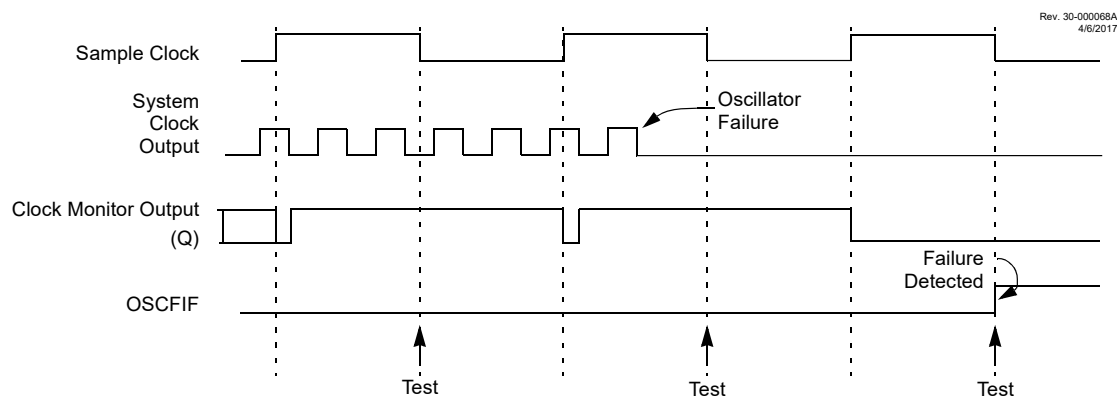 Rev. 30-000068A
4/6/2017
Sample Clock
System
Clock
Output
Oscillator
Failure
Clock Monitor Output
(Q)
Failure
Detected
OSCFIF
Test
Test
Test